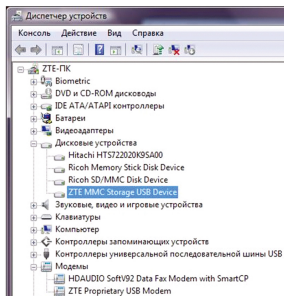 Диспетчер устройств
Консоль Действие Вид Справка
ZTE-ПК
Biometric
DVD и CD-ROM дисководы
IDE ATA/ATAPI контроллеры
Батареи
Видеоадаптеры
Дисковые устройства
Hitachi HTS722020K9SA00
Ricoh Memory Stick Disk Device
Ricoh SD/MMC Disk Device
ZTE MMC Storage USB Device
Звуковые, видео и игровые устройства
Клавиатуры
Компьютер
Контроллеры запоминающих устройств
Контроллеры универсальной последовательной шины USB
Модемы
HDAUDIO SoftV92 Data Fax Modem with SmartCP
ZTE Proprietary USB Modem